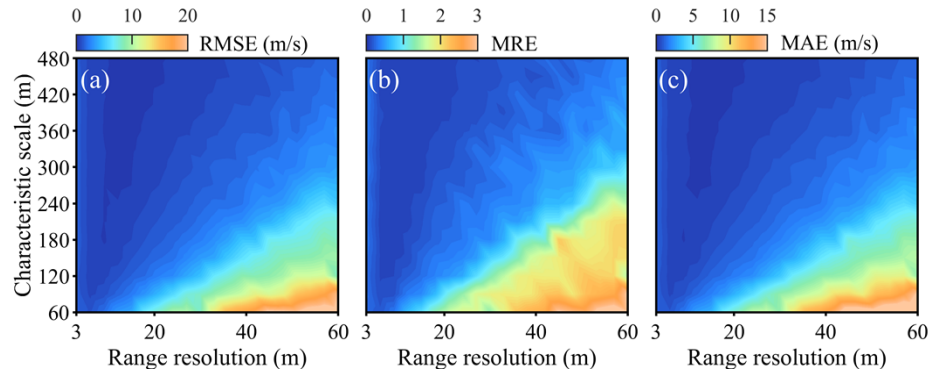 0 10 20 RMSE (m/s)
0 1 2 3 MRE
0 5 10 15 MAE (m/s)
Characteristic scale (m)
480
420
360
300
240
180
120
60
(a)
3 20 40 60
Range resolution (m)
(b)
3 20 40 60
Range resolution (m)
(c)
3 20 40 60
Range resolution (m)